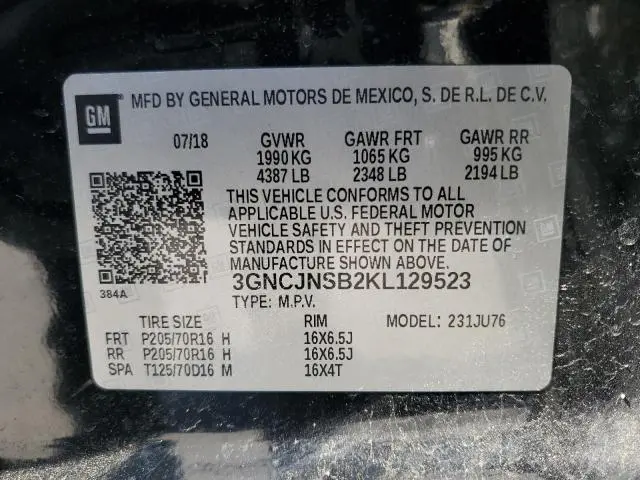 GM
MFD BY GENERAL MOTORS DE MEXICO, S. DE R.L. DE C.V.
07/18 GVWR GAWR FRT GAWR RR
1990 KG 1065 KG 995 KG
4387 LB 2348 LB 2194 LB
THIS VEHICLE CONFORMS TO ALL
APPLICABLE U.S. FEDERAL MOTOR
VEHICLE SAFETY AND THEFT PREVENTION
STANDARDS IN EFFECT ON THE DATE OF
MANUFACTURE SHOWN ABOVE.
384A
3GNCJNSB2KL129523
TYPE: M.P.V.
TIRE SIZE RIM MODEL: 231JU76
FRT P205/70R16 H 16X6.5J
RR P205/70R16 H 16X6.5J
SPA T125/70D16 M 16X4T